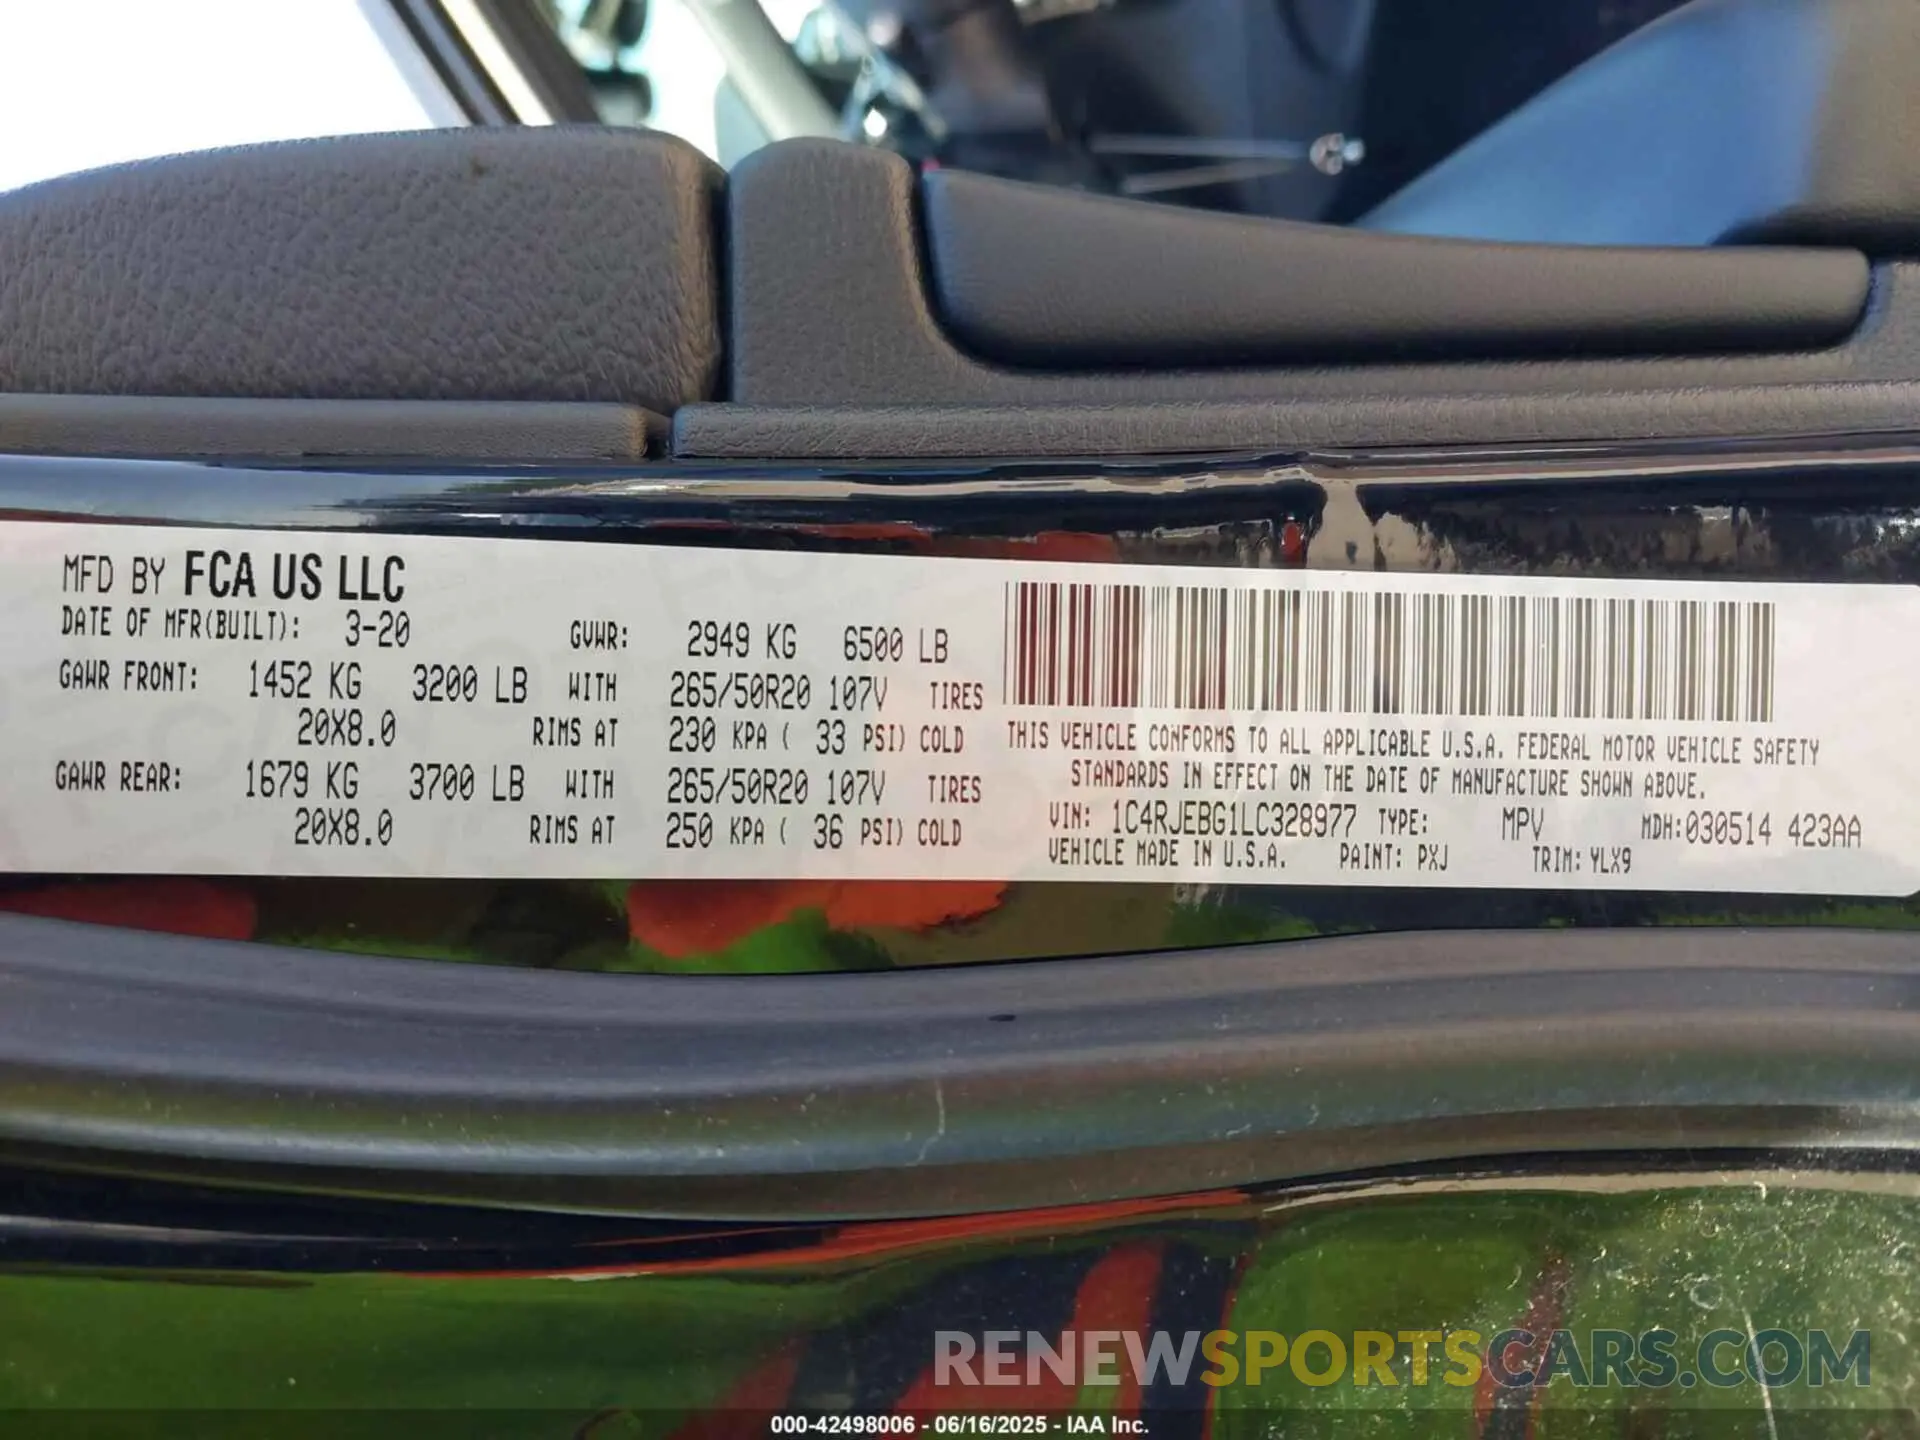 MFD BY FCA US LLC
DATE OF MFR(BUILT): 3-20 GVWR: 2949 KG 6500 LB
GAWR FRONT: 1452 KG 3200 LB WITH 265/50R20 107V TIRES
20X8.0 RIMS AT 230 KPA ( 33 PSI) COLD
GAWR REAR: 1679 KG 3700 LB WITH 265/50R20 107V TIRES
20X8.0 RIMS AT 250 KPA ( 36 PSI) COLD
THIS VEHICLE CONFORMS TO ALL APPLICABLE U.S.A. FEDERAL MOTOR VEHICLE SAFETY
STANDARDS IN EFFECT ON THE DATE OF MANUFACTURE SHOWN ABOVE.
VIN: 1C4RJEBG1LC328977 TYPE: MPV MDH:030514 423AA
VEHICLE MADE IN U.S.A. PAINT: PXJ TRIM: YLX9
RENEWSPORTSCARS.COM
000-42498006 - 06/16/2025 - IAA Inc.